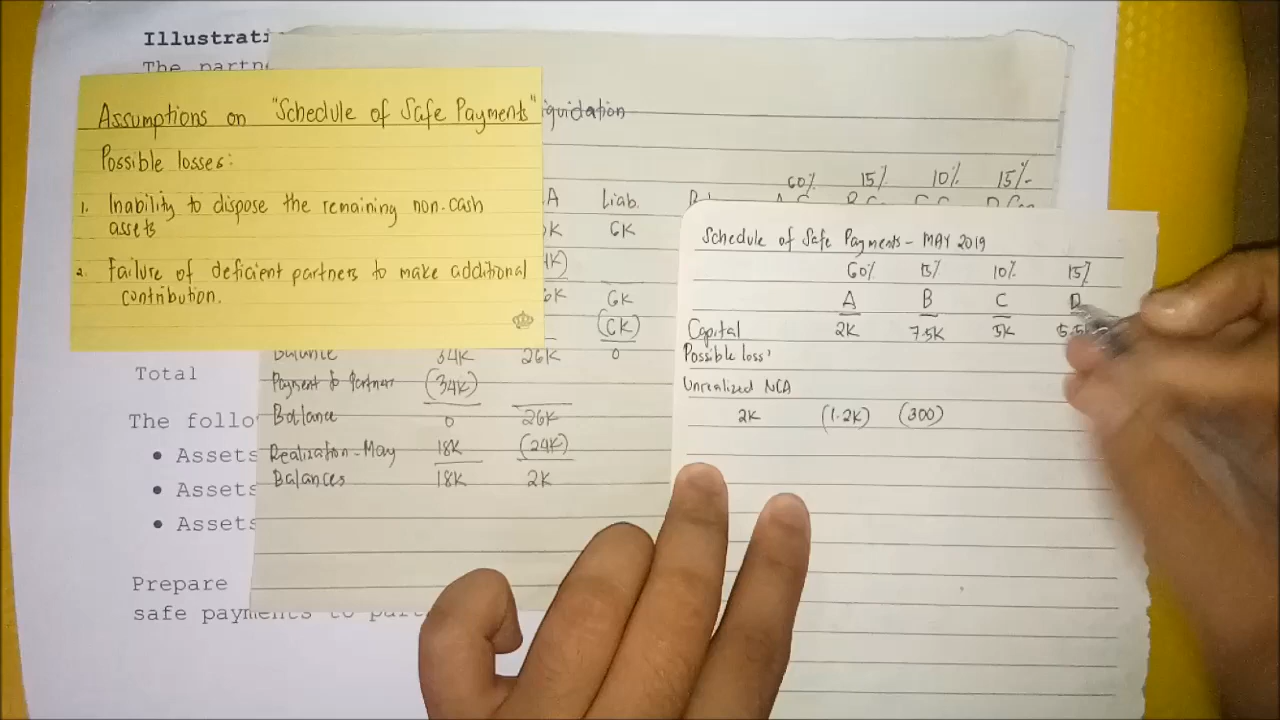 Illustrati
The partn
Assumptions on "Schedule of Safe Payments"
Possible losses:
1. Inability to dispose the remaining non-cash
assets
2. Failure of deficient partners to make additional
contribution.
iquidation
60% 15% 10% 15%
A Liab.
K 6K
K)
6K 6K
(6K)
Balance 34K 26K 0
Payment to Partner (34K)
Balance 0 26K
Realization-May 18K (24K)
Balances 18K 2K
Total
The follo
• Assets
• Assets
• Assets
Prepare
safe payments to part
Schedule of Safe Payments - MAY 2019
60% 15% 10% 15%
A B C D
Capital 2K 7.5K 5K 5.5K
Possible loss:
Unrealized NCA
2K (1.2K) (300)